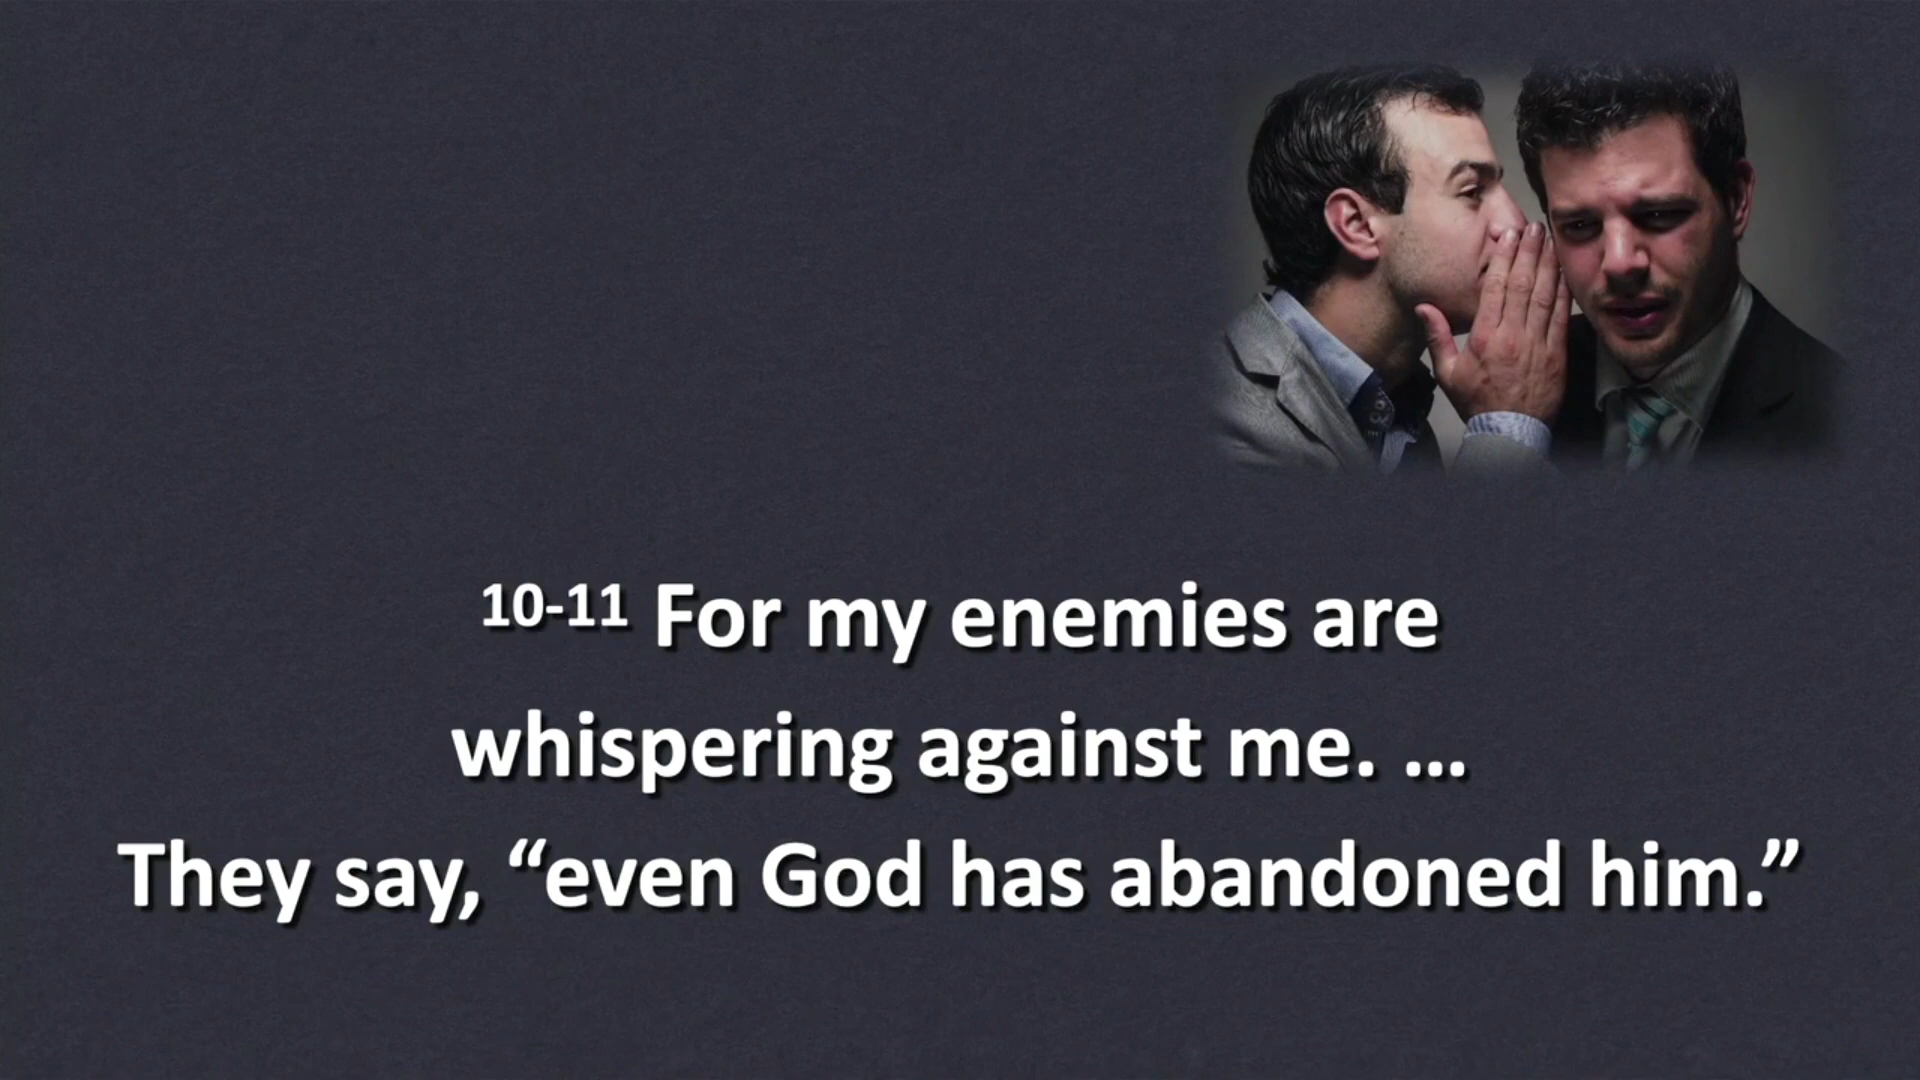 10-11 For my enemies are
whispering against me. ...
They say, “even God has abandoned him.”